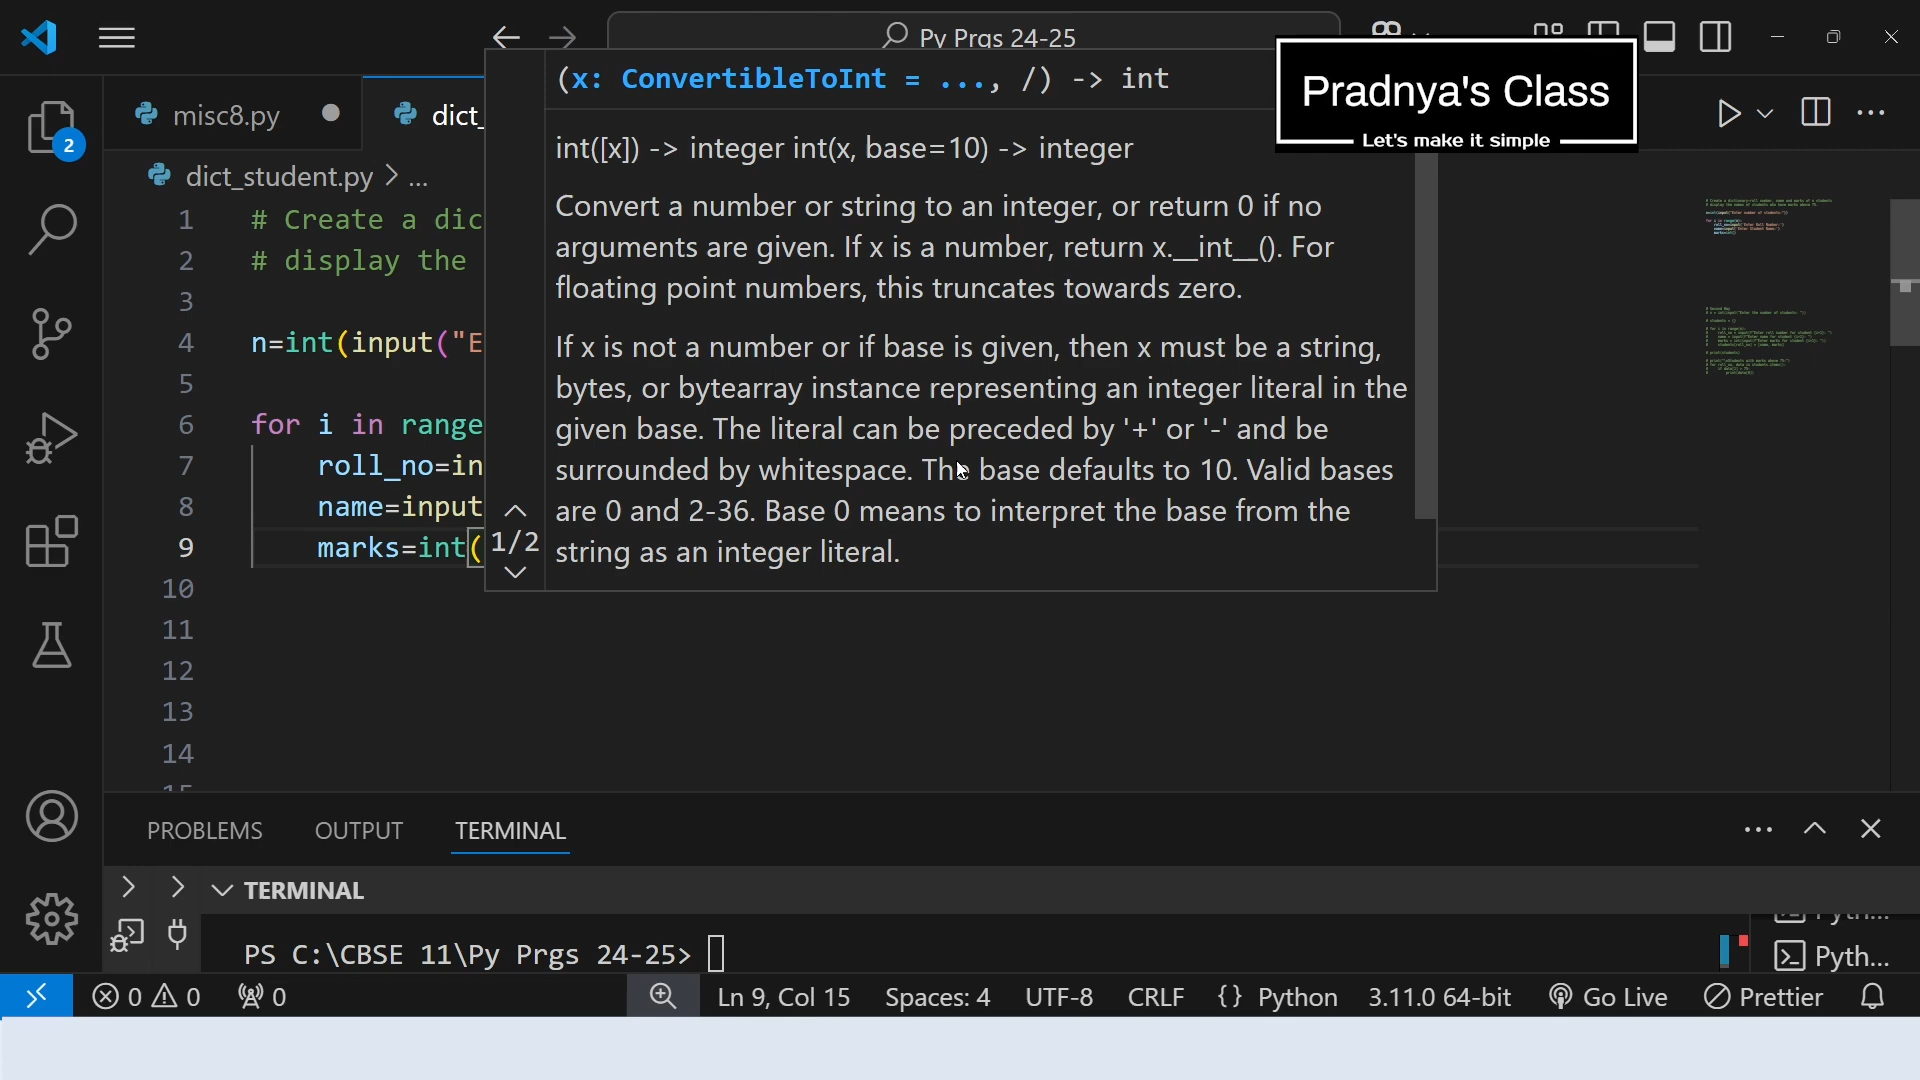 Py Prgs 24-25
Pradnya's Class
Let's make it simple
misc8.py
dict_
2
dict_student.py > ...
(x: ConvertibleToInt = ..., /) -> int
int([x]) -> integer int(x, base=10) -> integer
Convert a number or string to an integer, or return 0 if no
arguments are given. If x is a number, return x.__int__(). For
floating point numbers, this truncates towards zero.
If x is not a number or if base is given, then x must be a string,
bytes, or bytearray instance representing an integer literal in the
given base. The literal can be preceded by '+' or '-' and be
surrounded by whitespace. The base defaults to 10. Valid bases
are 0 and 2-36. Base 0 means to interpret the base from the
string as an integer literal.
1/2
1 # Create a dic
2 # display the
3
4 n=int(input("E
5
6 for i in range
7 roll_no=in
8 name=input
9 marks=int(
10
11
12
13
14
15
PROBLEMS OUTPUT TERMINAL
TERMINAL
PS C:\CBSE 11\Py Prgs 24-25>
Pyth...
0 0 0 Ln 9, Col 15 Spaces: 4 UTF-8 CRLF {} Python 3.11.0 64-bit Go Live Prettier